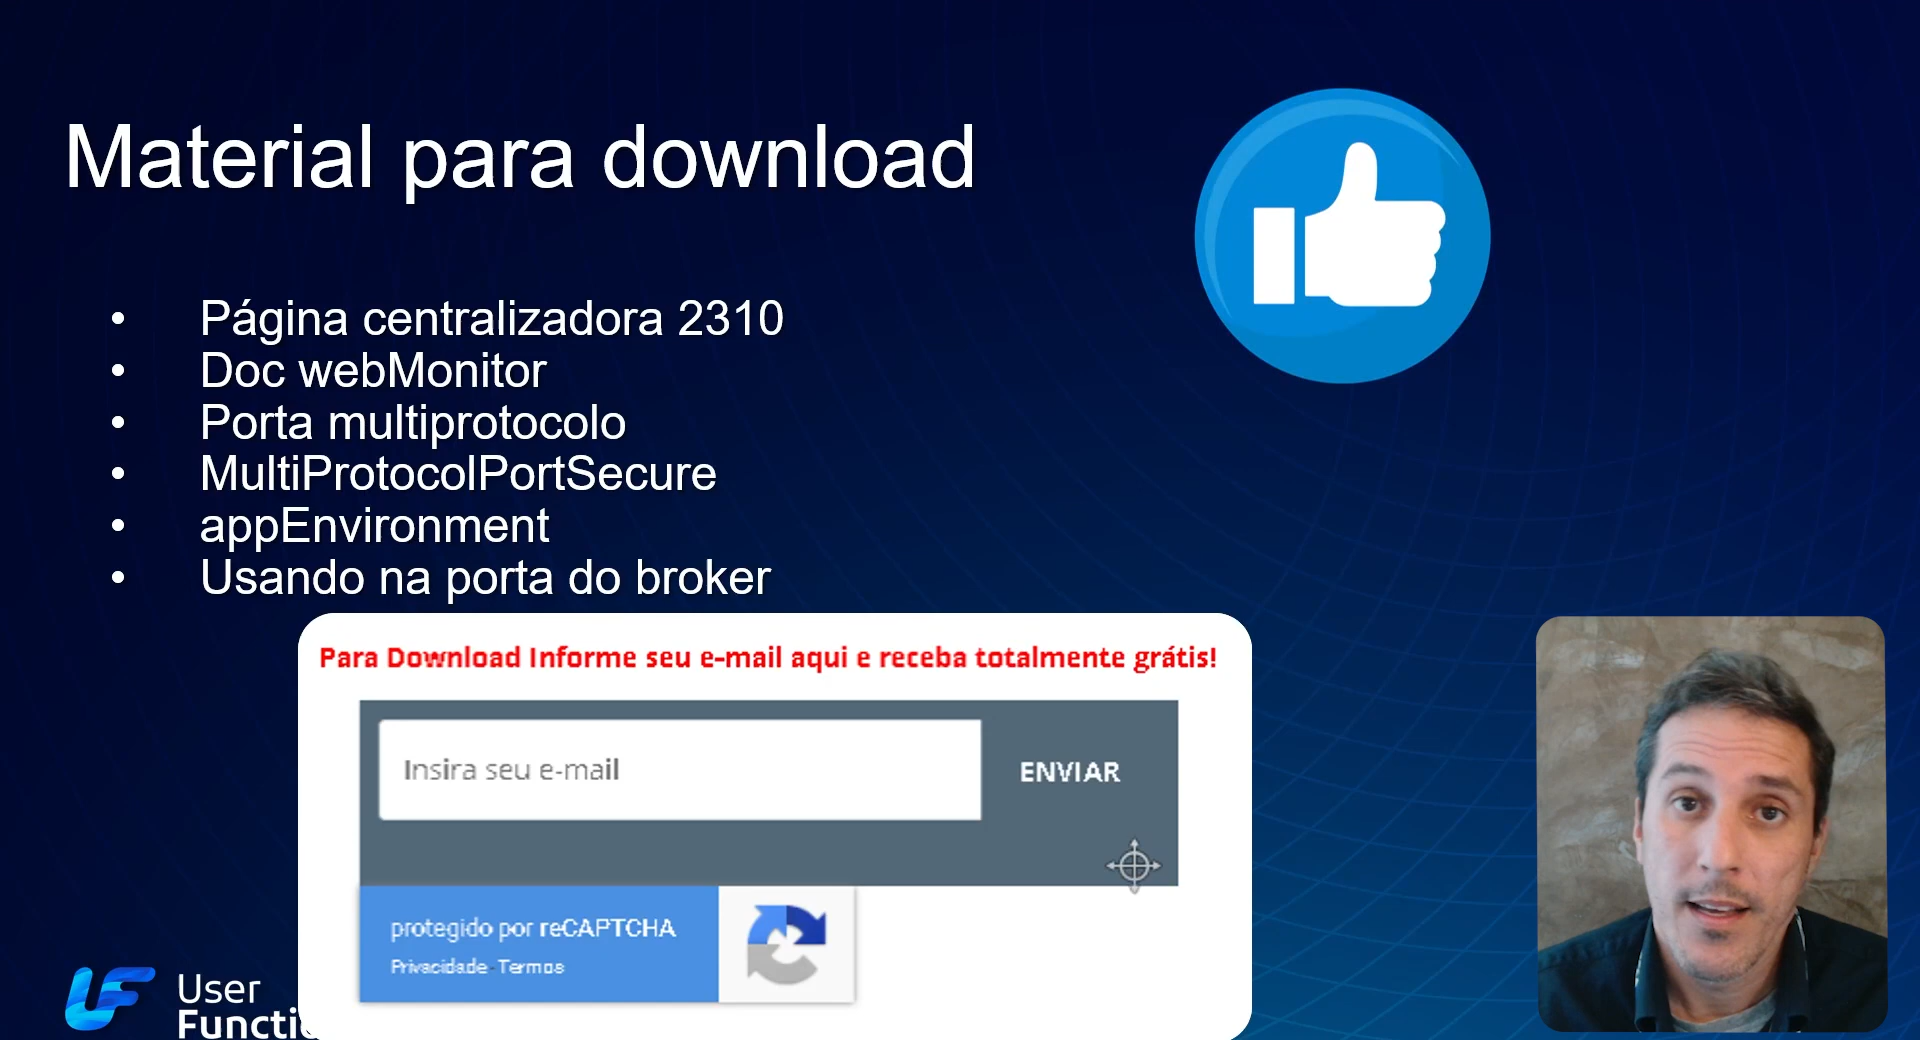 Material para download
• Página centralizadora 2310
• Doc webMonitor
• Porta multiprotocolo
• MultiProtocolPortSecure
• appEnvironment
• Usando na porta do broker
Para Download Informe seu e-mail aqui e receba totalmente grátis!
Insira seu e-mail
ENVIAR
protegido por reCAPTCHA
Privacidade - Termos
UF
User